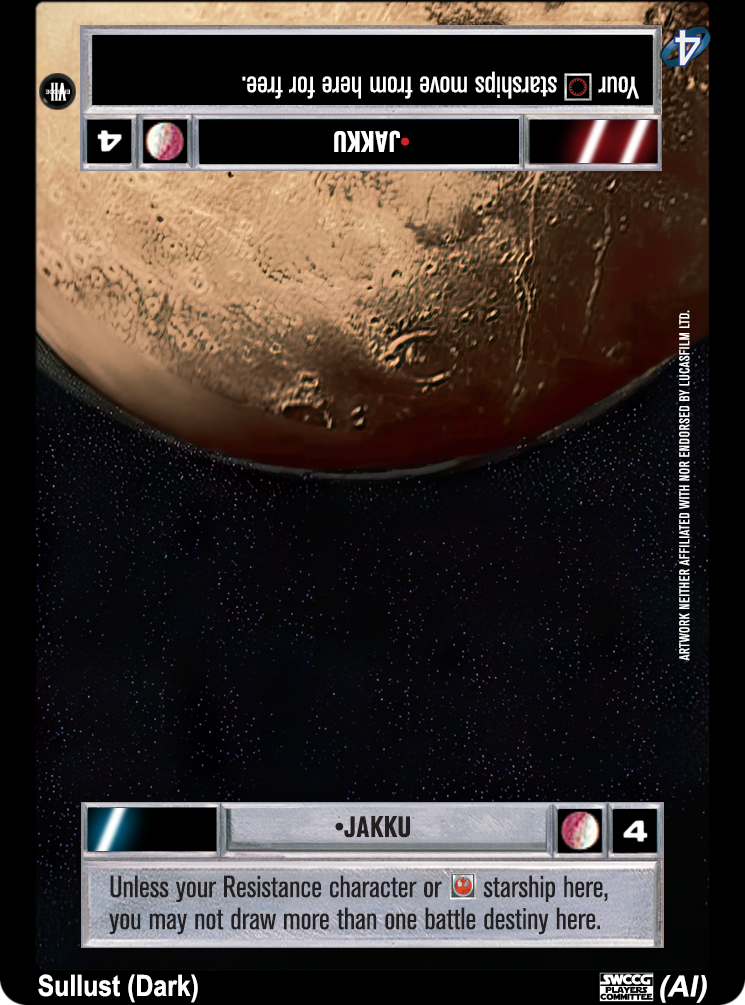 4
EPISODE VII
Your starships move from here for free.
•JAKKU
4
ARTWORK NEITHER AFFILIATED WITH NOR ENDORSED BY LUCASFILM LTD.
•JAKKU
4
Unless your Resistance character or starship here,
you may not draw more than one battle destiny here.
Sullust (Dark)
SWCCG
PLAYERS
COMMITTEE
(AI)